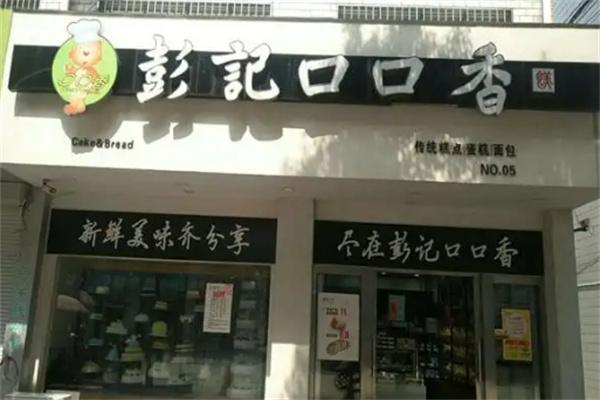 彭記口口香
Cake&Bread
传统糕点/蛋糕/面包
NO.05
新鲜美味齐分享
尽在彭记口口香